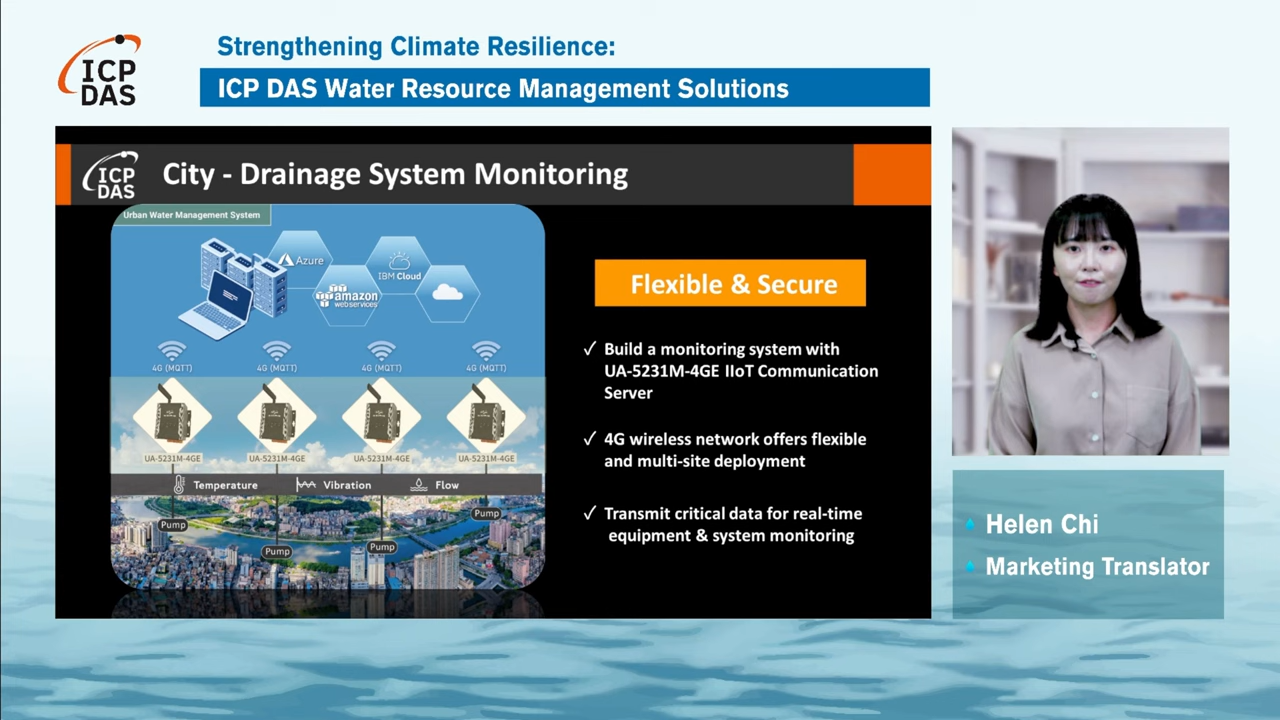 ICP
DAS
Strengthening Climate Resilience:
ICP DAS Water Resource Management Solutions
ICP
DAS
City - Drainage System Monitoring
Urban Water Management System
Azure
IBM Cloud
amazon
webservices
4G (MQTT)
4G (MQTT)
4G (MQTT)
4G (MQTT)
UA-5231M-4GE
UA-5231M-4GE
UA-5231M-4GE
UA-5231M-4GE
Temperature
Vibration
Flow
Pump
Pump
Pump
Pump
Flexible & Secure
✓ Build a monitoring system with
UA-5231M-4GE IIoT Communication
Server
✓ 4G wireless network offers flexible
and multi-site deployment
✓ Transmit critical data for real-time
equipment & system monitoring
Helen Chi
Marketing Translator